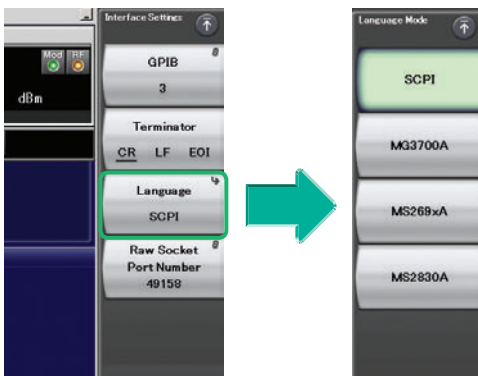 Mod RF
dBm
Interface Settings
GPIB
3
Terminator
CR LF EOI
Language
SCPI
Raw Socket
Port Number
49158
Language Mode
SCPI
MG3700A
MS269xA
MS2830A